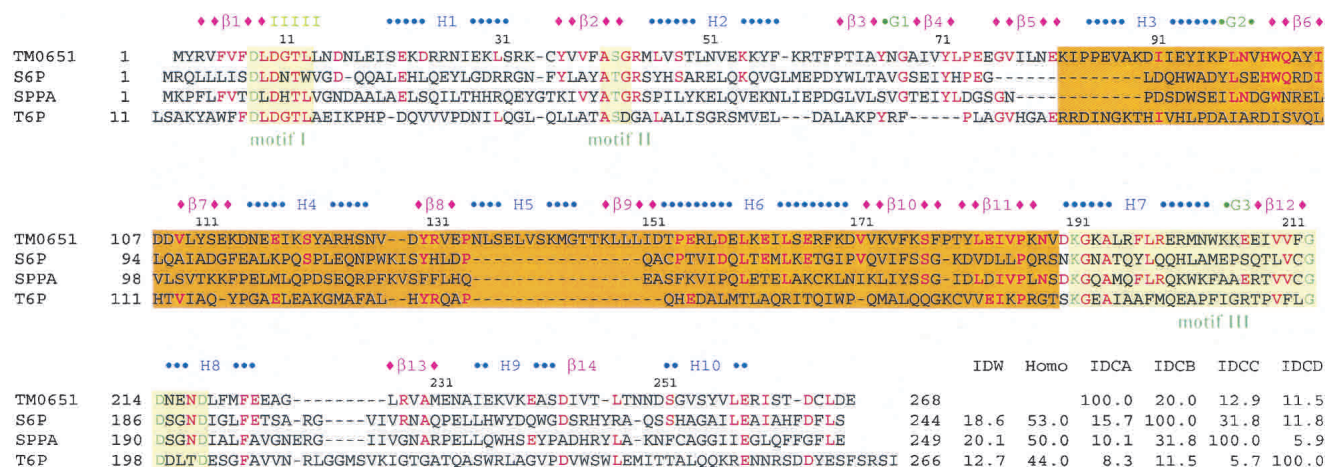 ♦♦β1♦♦ IIIII •••• H1 •••• ♦♦β2♦♦ •••• H2 •••• ♦♦β3♦ •G1•♦β4♦ ♦♦β5♦♦ •••• H3 ••••• •G2• ♦♦β6♦
11 31 51 71 91
TM0651 1 --MYRVFVFDLDGTLLNDNLEISEKDRRNIEKLSRK-CYVVFASGRMLVSTLNVEKKYF-KRTFPTIAYNGAIVYLPEEGVILNEKIPPEVAKDIIEYIKPLNVHWQAYI
S6P 1 -MRQLLLISDLDNTWVGD-QQALEHLQEYLGDRRGN-FYLAYATGRSYHSARELQKQVGLMEPDYWLTAVGSEIYHPEG---------LDQHWADYLSEHWQRDI
SPPA 1 -MKPFLFVTDLDHTLVGNDAALAELSQILTHHRQEYGTKIVYATGRSPILYKELQVEKNLIEPDGLVLSVGTEIYLDGSGN-------PDSDWSEILNDGWNREL
T6P 11 LSAKYAWFFDLDGTLAEIKPHP-DQVVVPDNILQGL-QLLATASDGALALISGRSMVEL---DALAKPYRF-----PLAGVHGAERRDINGKTHIVHLPDAIARDISVQL
motif I motif II
♦β7♦♦ •••• H4 •••• ♦♦β8♦ •••• H5 •••• ♦♦β9♦♦ ••••• H6 ••••• ♦♦β10♦♦ ♦♦β11♦♦ •••• H7 •••• •G3♦♦β12♦
111 131 151 171 191 211
TM0651 107 DDVLYSEKDNEEIKSYARHSNV--DYRVEPNLSELVSKMGTTKLLLIDTPERLDELKEILSERFKDVVKVFKSFPTYLEIVPKNVDKGKALRFLRERMNWKKEEIVVFG
S6P 94 LQAIADGFEALKPQSPLEQNPWKISYHLDP-------------QACPTVIDQLTEMLKETGIPVQVIFSSG-KDVDLLPQRSNKGNATQYLQQHLAMEPSQTLVCG
SPPA 98 VLSVTKKFPELMLQPDSEQRPFKVSFFLHS-------------EASFKVIPQLETELAKCKLNIKLIYSSG-IDLDIVPLNSDKGQAMQFLRQKWKFAAERTVVCG
T6P 111 HTVIAQ-YPGAELEAKGMAFAL--HYRQAP-------------QHEDALMTLAQRITQIWP-QMALQQGKCVVEIKPRGTSKGEAIAAFMQEAPFIGRTPVFLG
motif III
••• H8 ••• ♦♦β13♦ •• H9 ••• β14 •• H10 ••
231 251
IDW Homo IDCA IDCB IDCC IDCD
TM0651 214 DNENDLFMFEEAG--------LRVAMENAIEKVKEASDIVT-LTNNDSGVSYVLERIST-DCLDE 268 100.0 20.0 12.9 11.5
S6P 186 DSGNDIGLFETSA-RG-----VIVRNAQPELLHWYDQWGDSRHYRA-QSSHAGAILEAIAHFDFLS 244 18.6 53.0 15.7 100.0 31.8 11.8
SPPA 190 DSGNDIALFAVGNERG-----IIVGNARPELLQWHSEYPADHRYLA-KNFCAGGIIEGLQFFGFLE 249 20.1 50.0 10.1 31.8 100.0 5.9
T6P 198 DDLTDESGFAVVNRLGGMSVKIGTGATQASWRLAGVPDVWSWLEMITTALQQKRENNRSDDYESFSRSI 266 12.7 44.0 8.3 11.5 5.7 100.0